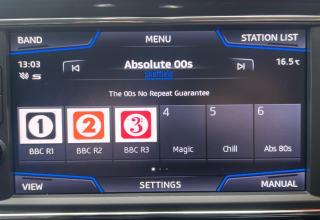 BAND MENU STATION LIST
13:03 Absolute 00s 16.5°C
Sheffield
The 00s No Repeat Guarantee
1 2 3 4 5 6
BBC R1 BBC R2 BBC R3 Magic Chill Abs 80s
VIEW SETTINGS MANUAL